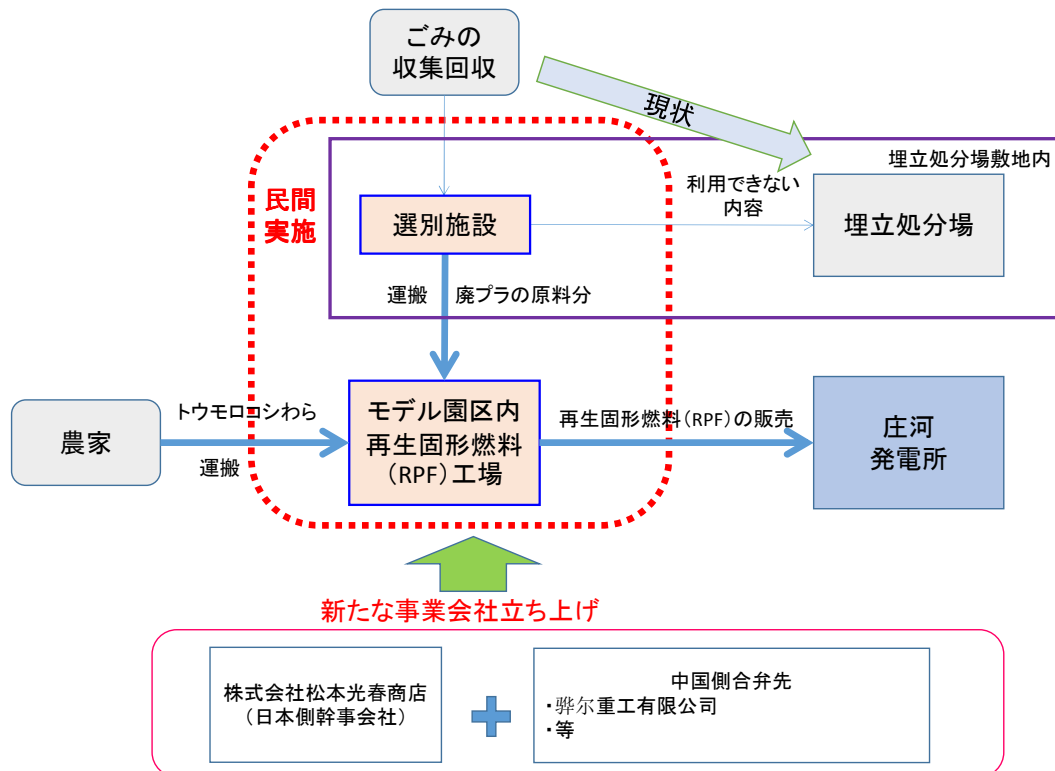 ごみの
収集回収
現状
埋立処分場敷地内
民間
実施
選別施設
利用できない
内容
埋立処分場
運搬
廃プラの原料分
農家
トウモロコシわら
運搬
モデル園区内
再生固形燃料
(RPF)工場
再生固形燃料(RPF)の販売
庄河
発電所
新たな事業会社立ち上げ
株式会社松本光春商店
(日本側幹事会社)
中国側合弁先
・骅尔重工有限公司
・等